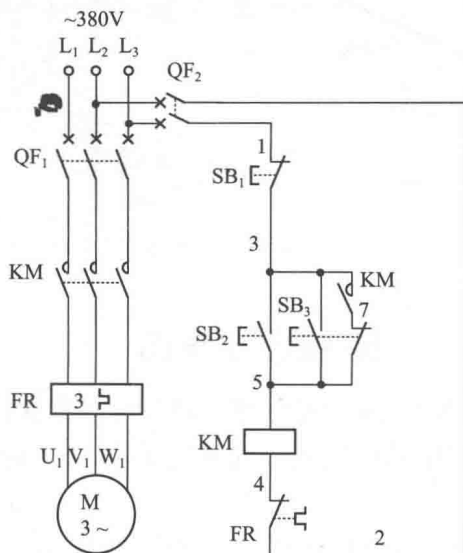 ~380V
L₁ L₂ L₃
QF₂
QF₁
1
SB₁
3
KM
KM
7
SB₃
SB₂
5
FR 3
KM
U₁ V₁ W₁
4
M
3 ~
FR
2